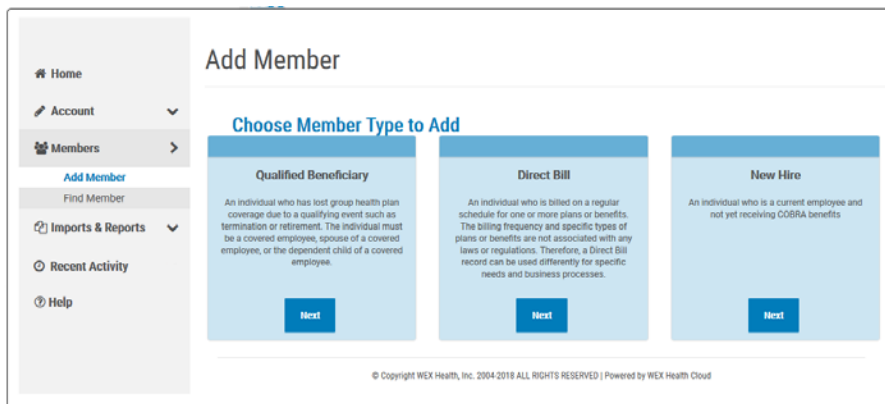 Home
Account
Members
Add Member
Find Member
Imports & Reports
Recent Activity
Help
Add Member
Choose Member Type to Add
Qualified Beneficiary
An individual who has lost group health plan
coverage due to a qualifying event such as
termination or retirement. The individual must
be a covered employee, spouse of a covered
employee, or the dependent child of a covered
employee.
Next
Direct Bill
An individual who is billed on a regular
schedule for one or more plans or benefits.
The billing frequency and specific types of
plans or benefits are not associated with any
laws or regulations. Therefore, a Direct Bill
record can be used differently for specific
needs and business processes.
Next
New Hire
An individual who is a current employee and
not yet receiving COBRA benefits
Next
© Copyright WEX Health, Inc. 2004-2018 ALL RIGHTS RESERVED | Powered by WEX Health Cloud